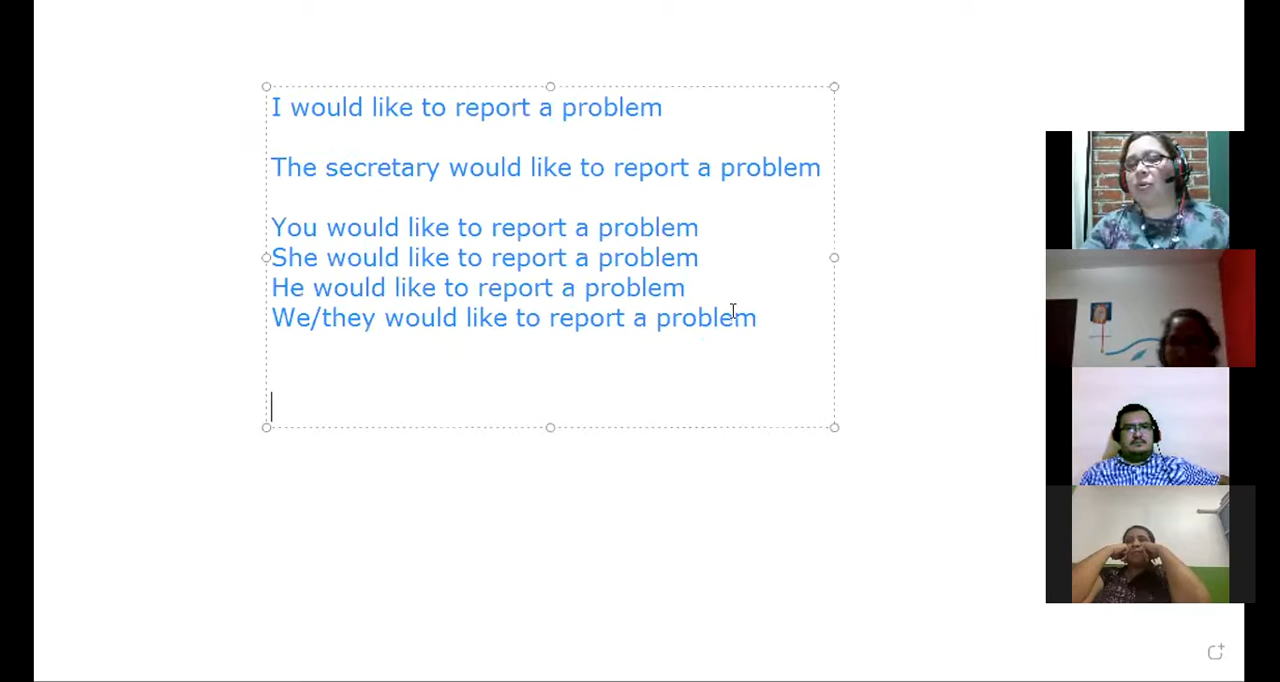 I would like to report a problem
The secretary would like to report a problem
You would like to report a problem
She would like to report a problem
He would like to report a problem
We/they would like to report a problem